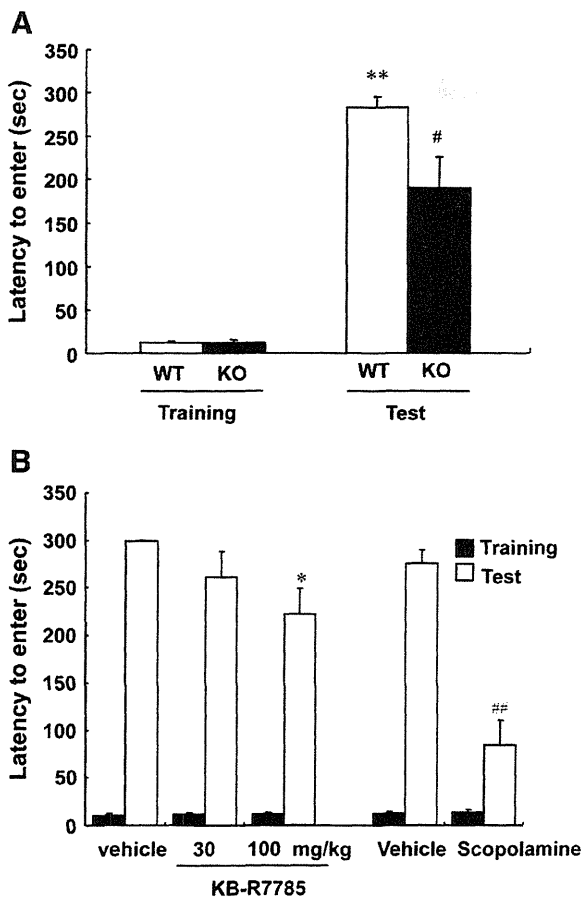 A
Latency to enter (sec)
350
300
250
200
150
100
50
0
**
#
WT KO WT KO
Training Test
B
Latency to enter (sec)
350
300
250
200
150
100
50
0
*
##
Training
Test
vehicle 30 100 mg/kg Vehicle Scopolamine
KB-R7785